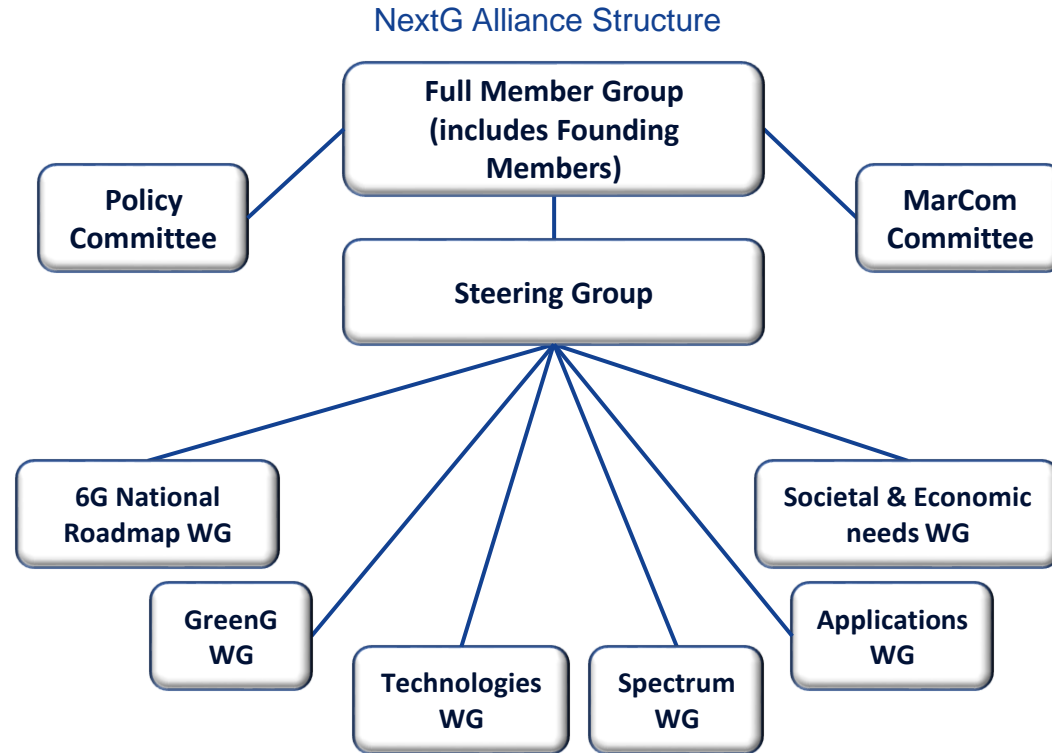 NextG Alliance Structure
Full Member Group
(includes Founding
Members)
Policy
Committee
MarCom
Committee
Steering Group
6G National
Roadmap WG
Societal & Economic
needs WG
GreenG
WG
Applications
WG
Technologies
WG
Spectrum
WG